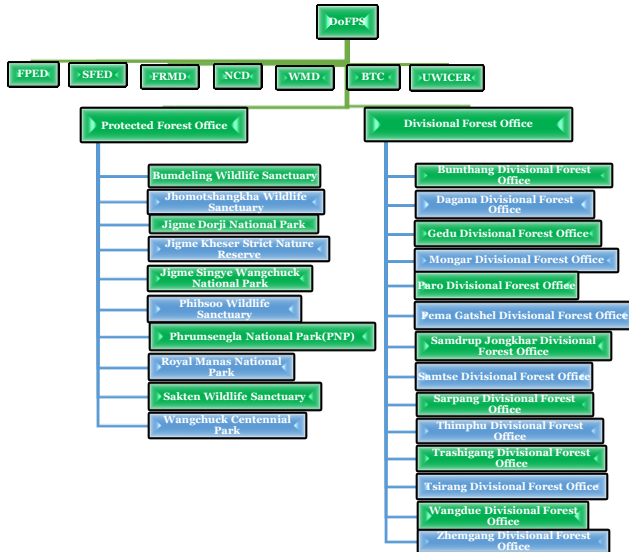 DoFPS
FPED
SFED
FRMD
NCD
WMD
BTC
UWICER
Protected Forest Office
Divisional Forest Office
Bumdeling Wildlife Sanctuary
Jhomotshangkha Wildlife
Sanctuary
Jigme Dorji National Park
Jigme Kheser Strict Nature
Reserve
Jigme Singye Wangchuck
National Park
Phibsoo Wildlife
Sanctuary
Phrumsengla National Park(PNP)
Royal Manas National
Park
Sakten Wildlife Sanctuary
Wangchuck Centennial
Park
Bumthang Divisional Forest
Office
Dagana Divisional Forest
Office
Gedu Divisional Forest Office
Mongar Divisional Forest Office
Paro Divisional Forest Office
Pema Gatshel Divisional Forest Office
Samdrup Jongkhar Divisional
Forest Office
Samtse Divisional Forest Office
Sarpang Divisional Forest
Office
Thimphu Divisional Forest
Office
Trashigang Divisional Forest
Office
Tsirang Divisional Forest Office
Wangdue Divisional Forest
Office
Zhemgang Divisional Forest
Office